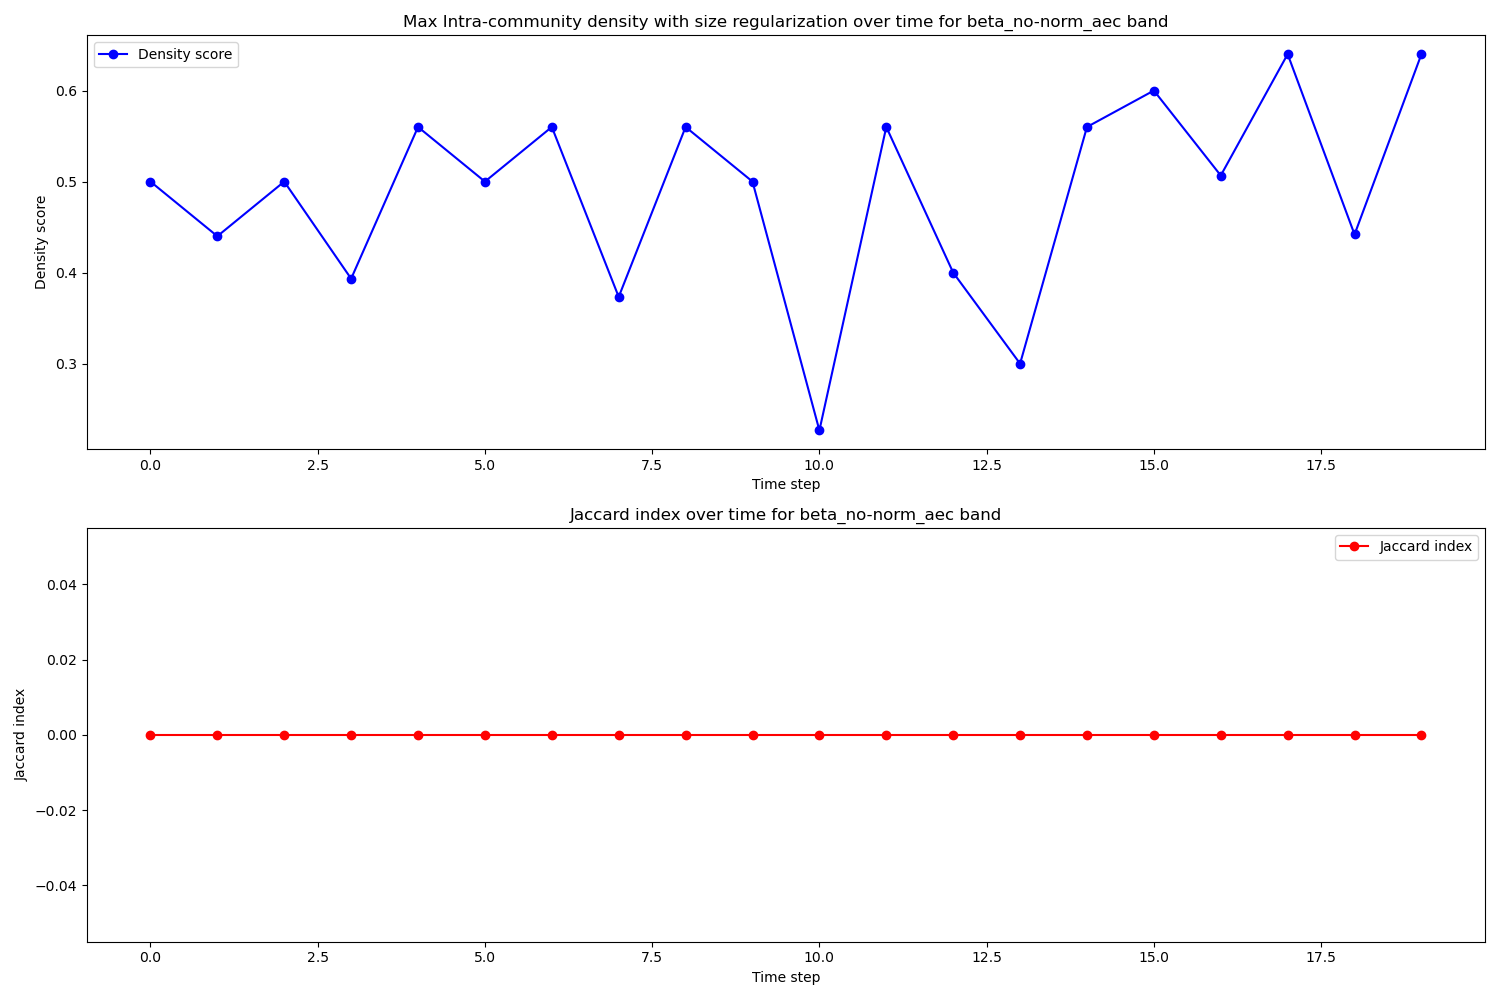 Max Intra-community density with size regularization over time for beta_no-norm_aec band
Density score
0.6
0.5
0.4
0.3
Density score
0.0 2.5 5.0 7.5 10.0 12.5 15.0 17.5
Time step
Jaccard index over time for beta_no-norm_aec band
Jaccard index
0.04
0.02
0.00
−0.02
−0.04
Jaccard index
0.0 2.5 5.0 7.5 10.0 12.5 15.0 17.5
Time step